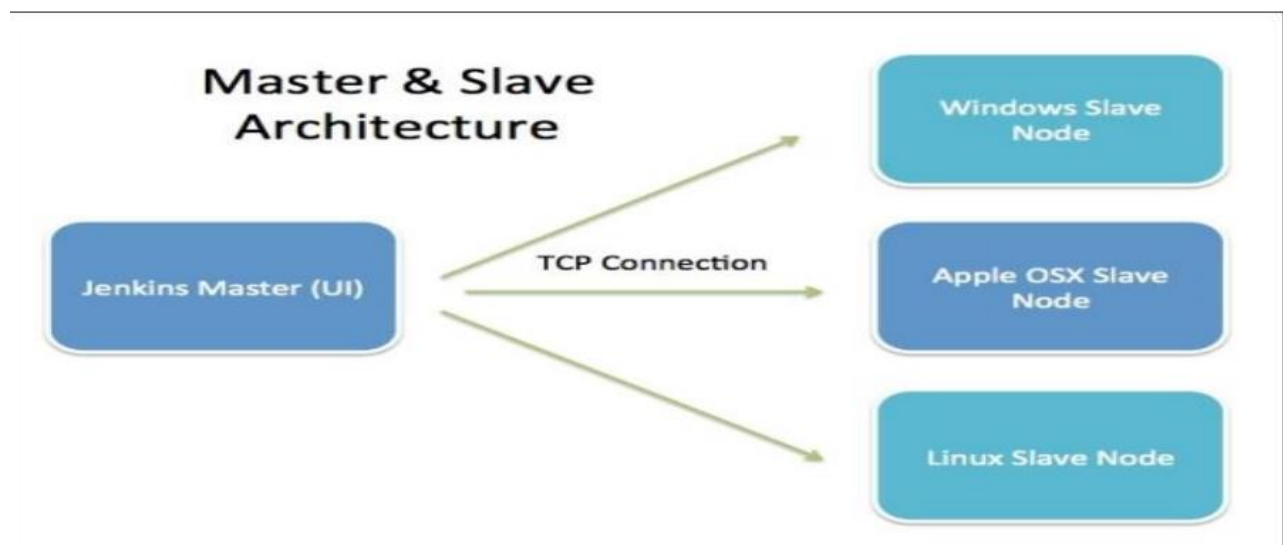 Master & Slave
Architecture
Jenkins Master (UI)
TCP Connection
Windows Slave
Node
Apple OSX Slave
Node
Linux Slave Node